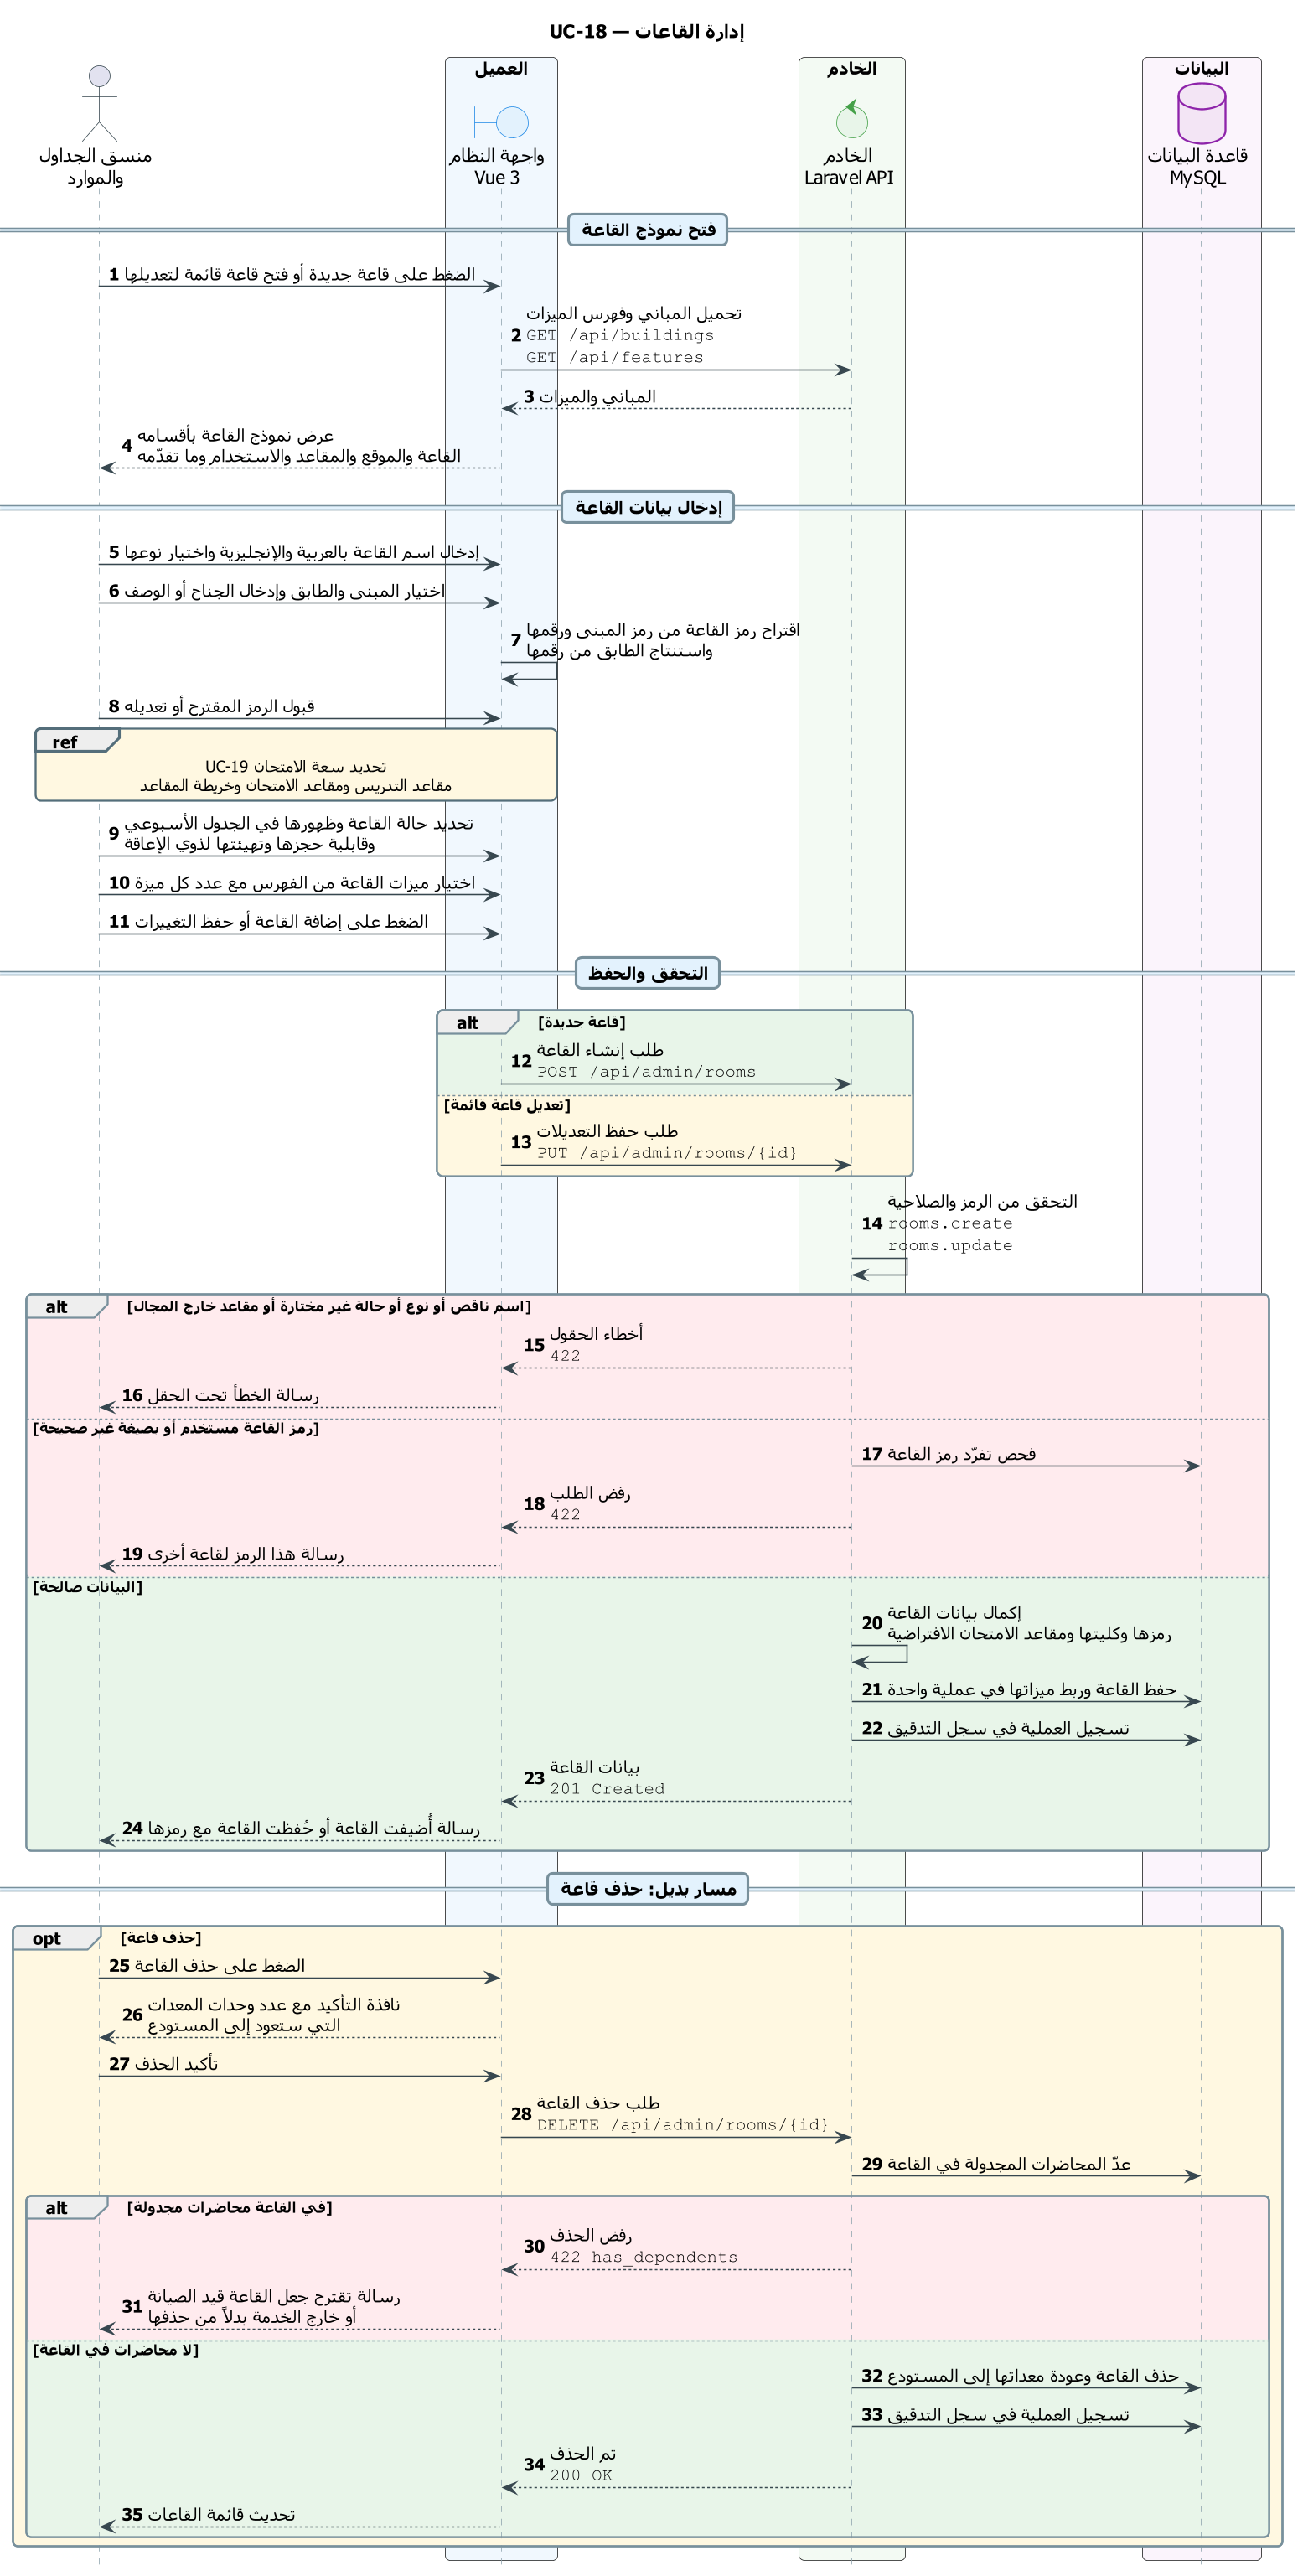 UC-18 — إدارة القاعات
العميل
الخادم
البيانات
منسق الجداول
والموارد
واجهة النظام
Vue 3
الخادم
Laravel API
قاعدة البيانات
MySQL
فتح نموذج القاعة
1 الضغط على قاعة جديدة أو فتح قاعة قائمة لتعديلها
2 تحميل المباني وفهرس الميزات
GET /api/buildings
GET /api/features
3 المباني والميزات
4 عرض نموذج القاعة بأقسامه
القاعة والموقع والمقاعد والاستخدام وما تقدّمه
إدخال بيانات القاعة
5 إدخال اسم القاعة بالعربية والإنجليزية واختيار نوعها
6 اختيار المبنى والطابق وإدخال الجناح أو الوصف
7 اقتراح رمز القاعة من رمز المبنى ورقمها
واستنتاج الطابق من رقمها
8 قبول الرمز المقترح أو تعديله
ref
تحديد سعة الامتحان UC-19
مقاعد التدريس ومقاعد الامتحان وخريطة المقاعد
9 تحديد حالة القاعة وظهورها في الجدول الأسبوعي
وقابلية حجزها وتهيئتها لذوي الإعاقة
10 اختيار ميزات القاعة من الفهرس مع عدد كل ميزة
11 الضغط على إضافة القاعة أو حفظ التغييرات
التحقق والحفظ
alt [قاعة جديدة]
12 طلب إنشاء القاعة
POST /api/admin/rooms
[تعديل قاعة قائمة]
13 طلب حفظ التعديلات
PUT /api/admin/rooms/{id}
14 التحقق من الرمز والصلاحية
rooms.create
rooms.update
alt [اسم ناقص أو نوع أو حالة غير مختارة أو مقاعد خارج المجال]
15 أخطاء الحقول
422
16 رسالة الخطأ تحت الحقل
[رمز القاعة مستخدم أو بصيغة غير صحيحة]
17 فحص تفرّد رمز القاعة
18 رفض الطلب
422
19 رسالة هذا الرمز لقاعة أخرى
[البيانات صالحة]
20 إكمال بيانات القاعة
رمزها وكليتها ومقاعد الامتحان الافتراضية
21 حفظ القاعة وربط ميزاتها في عملية واحدة
22 تسجيل العملية في سجل التدقيق
23 بيانات القاعة
201 Created
24 رسالة أُضيفت القاعة أو حُفظت القاعة مع رمزها
مسار بديل: حذف قاعة
opt [حذف قاعة]
25 الضغط على حذف القاعة
26 نافذة التأكيد مع عدد وحدات المعدات
التي ستعود إلى المستودع
27 تأكيد الحذف
28 طلب حذف القاعة
DELETE /api/admin/rooms/{id}
29 عدّ المحاضرات المجدولة في القاعة
alt [في القاعة محاضرات مجدولة]
30 رفض الحذف
422 has_dependents
31 رسالة تقترح جعل القاعة قيد الصيانة
أو خارج الخدمة بدلاً من حذفها
[لا محاضرات في القاعة]
32 حذف القاعة وعودة معداتها إلى المستودع
33 تسجيل العملية في سجل التدقيق
34 تم الحذف
200 OK
35 تحديث قائمة القاعات